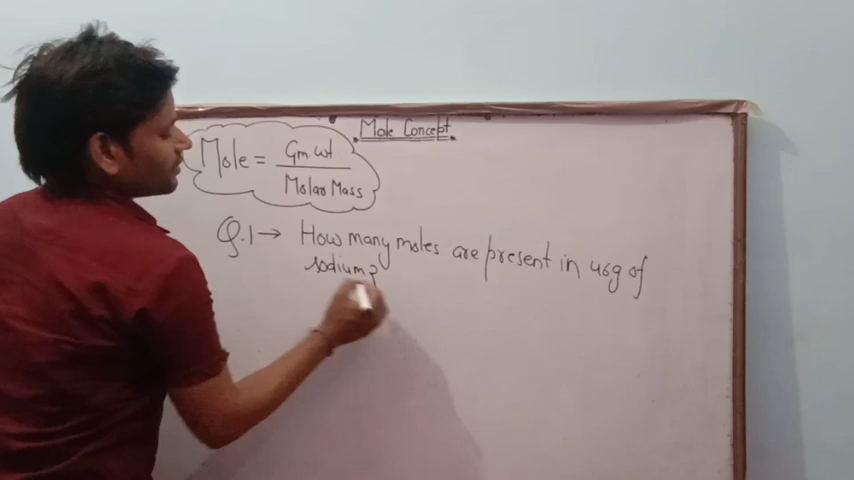 Mole Concept
Mole = Gm wt
Molar Mass
Q.1 → How many moles are present in 46g of
sodium?